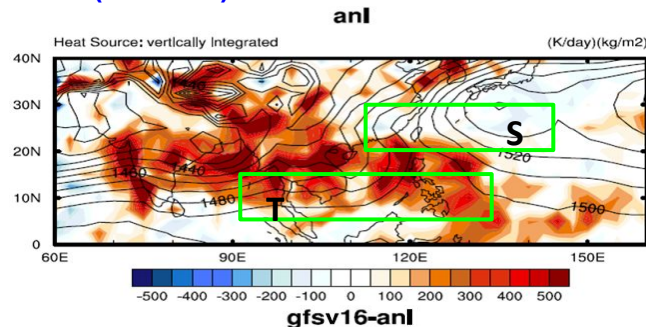 anl
Heat Source: vertically integrated (K/day)(kg/m2)
40N
30N
20N
10N
0
S
T
1520
1460
1440
1480
1500
60E 90E 120E 150E
-500 -400 -300 -200 -100 0 100 200 300 400 500
gfsv16-anl